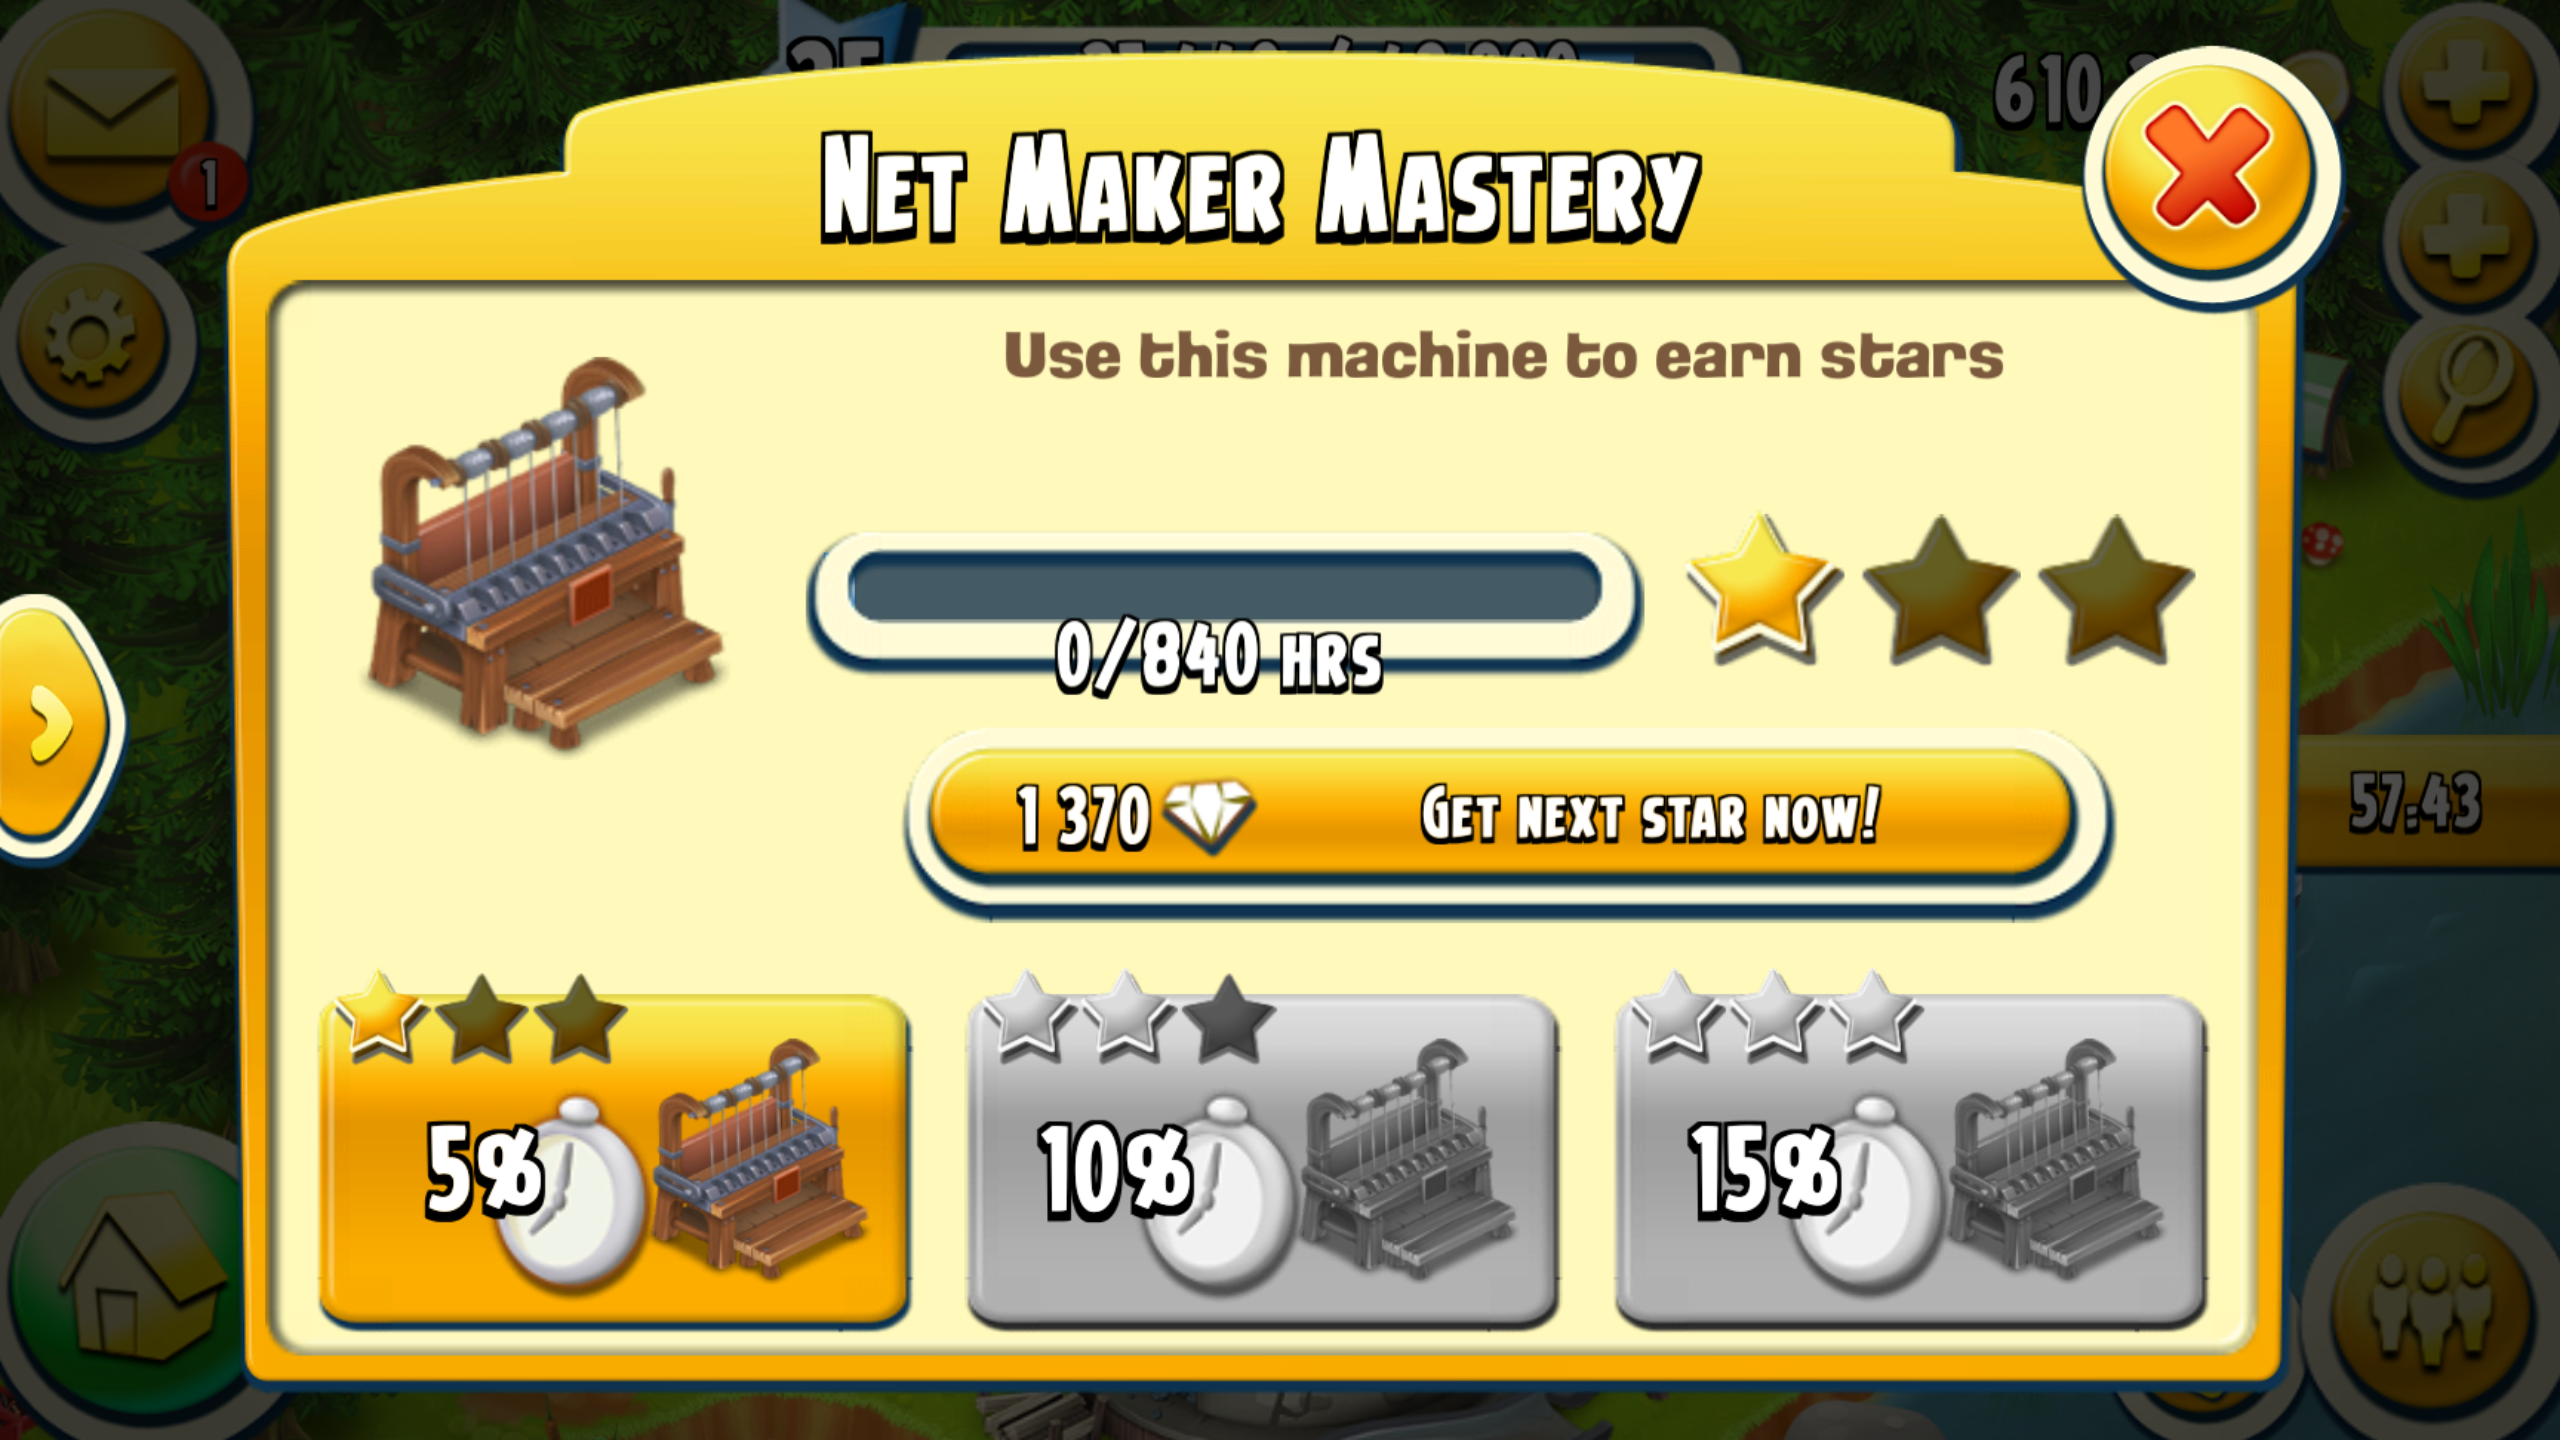 1
Net Maker Mastery
Use this machine to earn stars
0/840 hrs
1 370
Get next star now!
57:43
5%
10%
15%